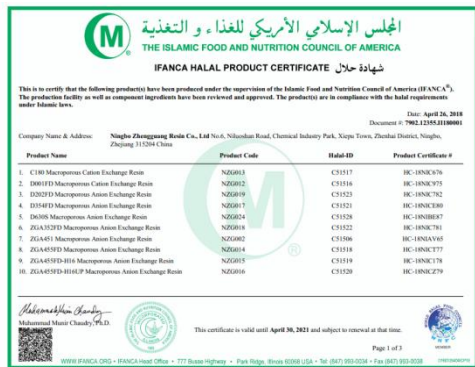 المجلس الإسلامي الأمريكي للغذاء و التغذية
THE ISLAMIC FOOD AND NUTRITION COUNCIL OF AMERICA
IFANCA HALAL PRODUCT CERTIFICATE شهادة حلال
This is to certify that the following product(s) have been produced under the supervision of the Islamic Food and Nutrition Council of America (IFANCA®).
The production facility as well as component ingredients have been reviewed and approved. The product(s) are in compliance with the halal requirements
under Islamic laws.
Date: April 26, 2018
Document #: 7902.12355.II180001
Company Name & Address: Ningbo Zhengguang Resin Co., Ltd No.6, Niluoshan Road, Chemical Industry Park, Xiepu Town, Zhenhai District, Ningbo,
Zhejiang 315204 China
Product Name Product Code Halal-ID Product Certificate #
1. C180 Macroporous Cation Exchange Resin NZG013 C51517 HC-18NIC676
2. D001FD Macroporous Cation Exchange Resin NZG012 C51516 HC-18NIC975
3. D202FD Macroporous Anion Exchange Resin NZG019 C51523 HC-18NIC782
4. D354FD Macroporous Anion Exchange Resin NZG017 C51521 HC-18NICE80
5. D630S Macroporous Anion Exchange Resin NZG024 C51528 HC-18NIBE87
6. ZGA352FD Macroporous Anion Exchange Resin NZG018 C51522 HC-18NIC781
7. ZGA451 Macroporous Anion Exchange Resin NZG002 C51506 HC-18NIAV65
8. ZGA455FD Macroporous Anion Exchange Resin NZG014 C51518 HC-18NICT77
9. ZGA455FD-H16 Macroporous Anion Exchange Resin NZG015 C51519 HC-18NIC178
10. ZGA455FD-H16UP Macroporous Anion Exchange Resin NZG016 C51520 HC-18NICZ79
Muhammad Munir Chaudry, Ph.D.
This certificate is valid until April 30, 2021 and subject to renewal at that time.
Page 1 of 3
WWW.IFANCA.ORG • IFANCA Head Office • 777 Busse Highway • Park Ridge, Illinois 60068 USA • Tel: (847) 993-0034 • Fax (847) 993-0038